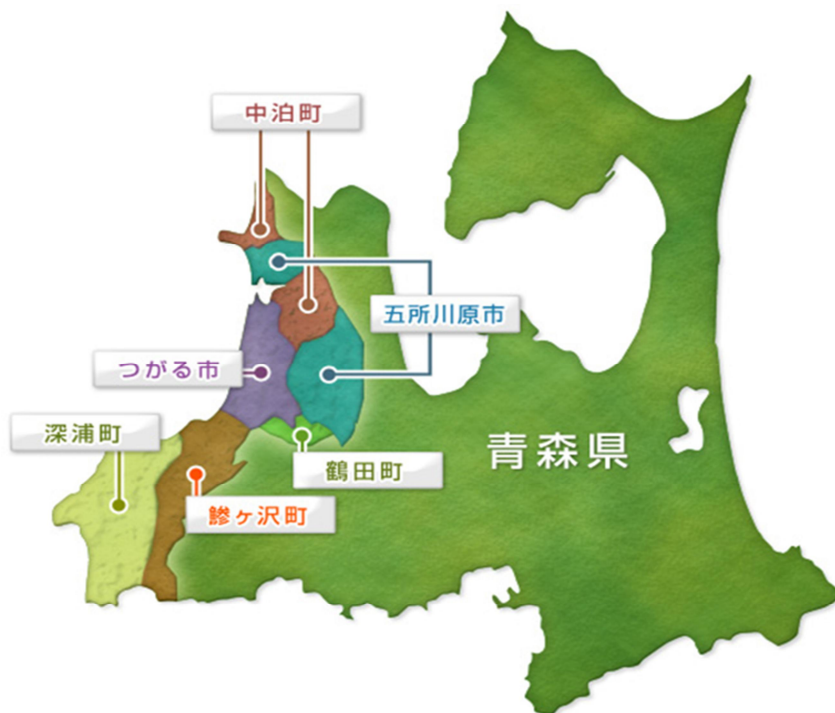 中泊町
五所川原市
つがる市
深浦町
鶴田町
青森県
鰺ヶ沢町